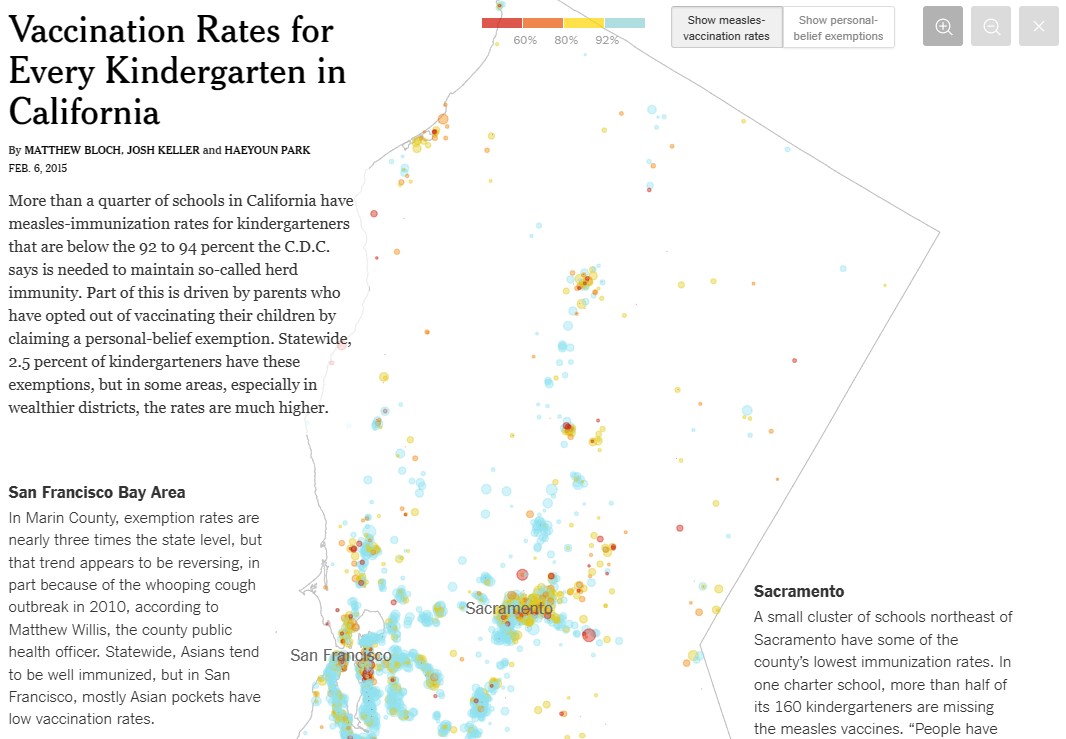 Vaccination Rates for
Every Kindergarten in
California
By MATTHEW BLOCH, JOSH KELLER and HAEYOUN PARK
FEB. 6, 2015
More than a quarter of schools in California have
measles-immunization rates for kindergarteners
that are below the 92 to 94 percent the C.D.C.
says is needed to maintain so-called herd
immunity. Part of this is driven by parents who
have opted out of vaccinating their children by
claiming a personal-belief exemption. Statewide,
2.5 percent of kindergarteners have these
exemptions, but in some areas, especially in
wealthier districts, the rates are much higher.
60% 80% 92%
Show measles-
vaccination rates
Show personal-
belief exemptions
San Francisco Bay Area
In Marin County, exemption rates are
nearly three times the state level, but
that trend appears to be reversing, in
part because of the whooping cough
outbreak in 2010, according to
Matthew Willis, the county public
health officer. Statewide, Asians tend
to be well immunized, but in San
Francisco, mostly Asian pockets have
low vaccination rates.
Sacramento
San Francisco
Sacramento
A small cluster of schools northeast of
Sacramento have some of the
county's lowest immunization rates. In
one charter school, more than half of
its 160 kindergarteners are missing
the measles vaccines. “People have